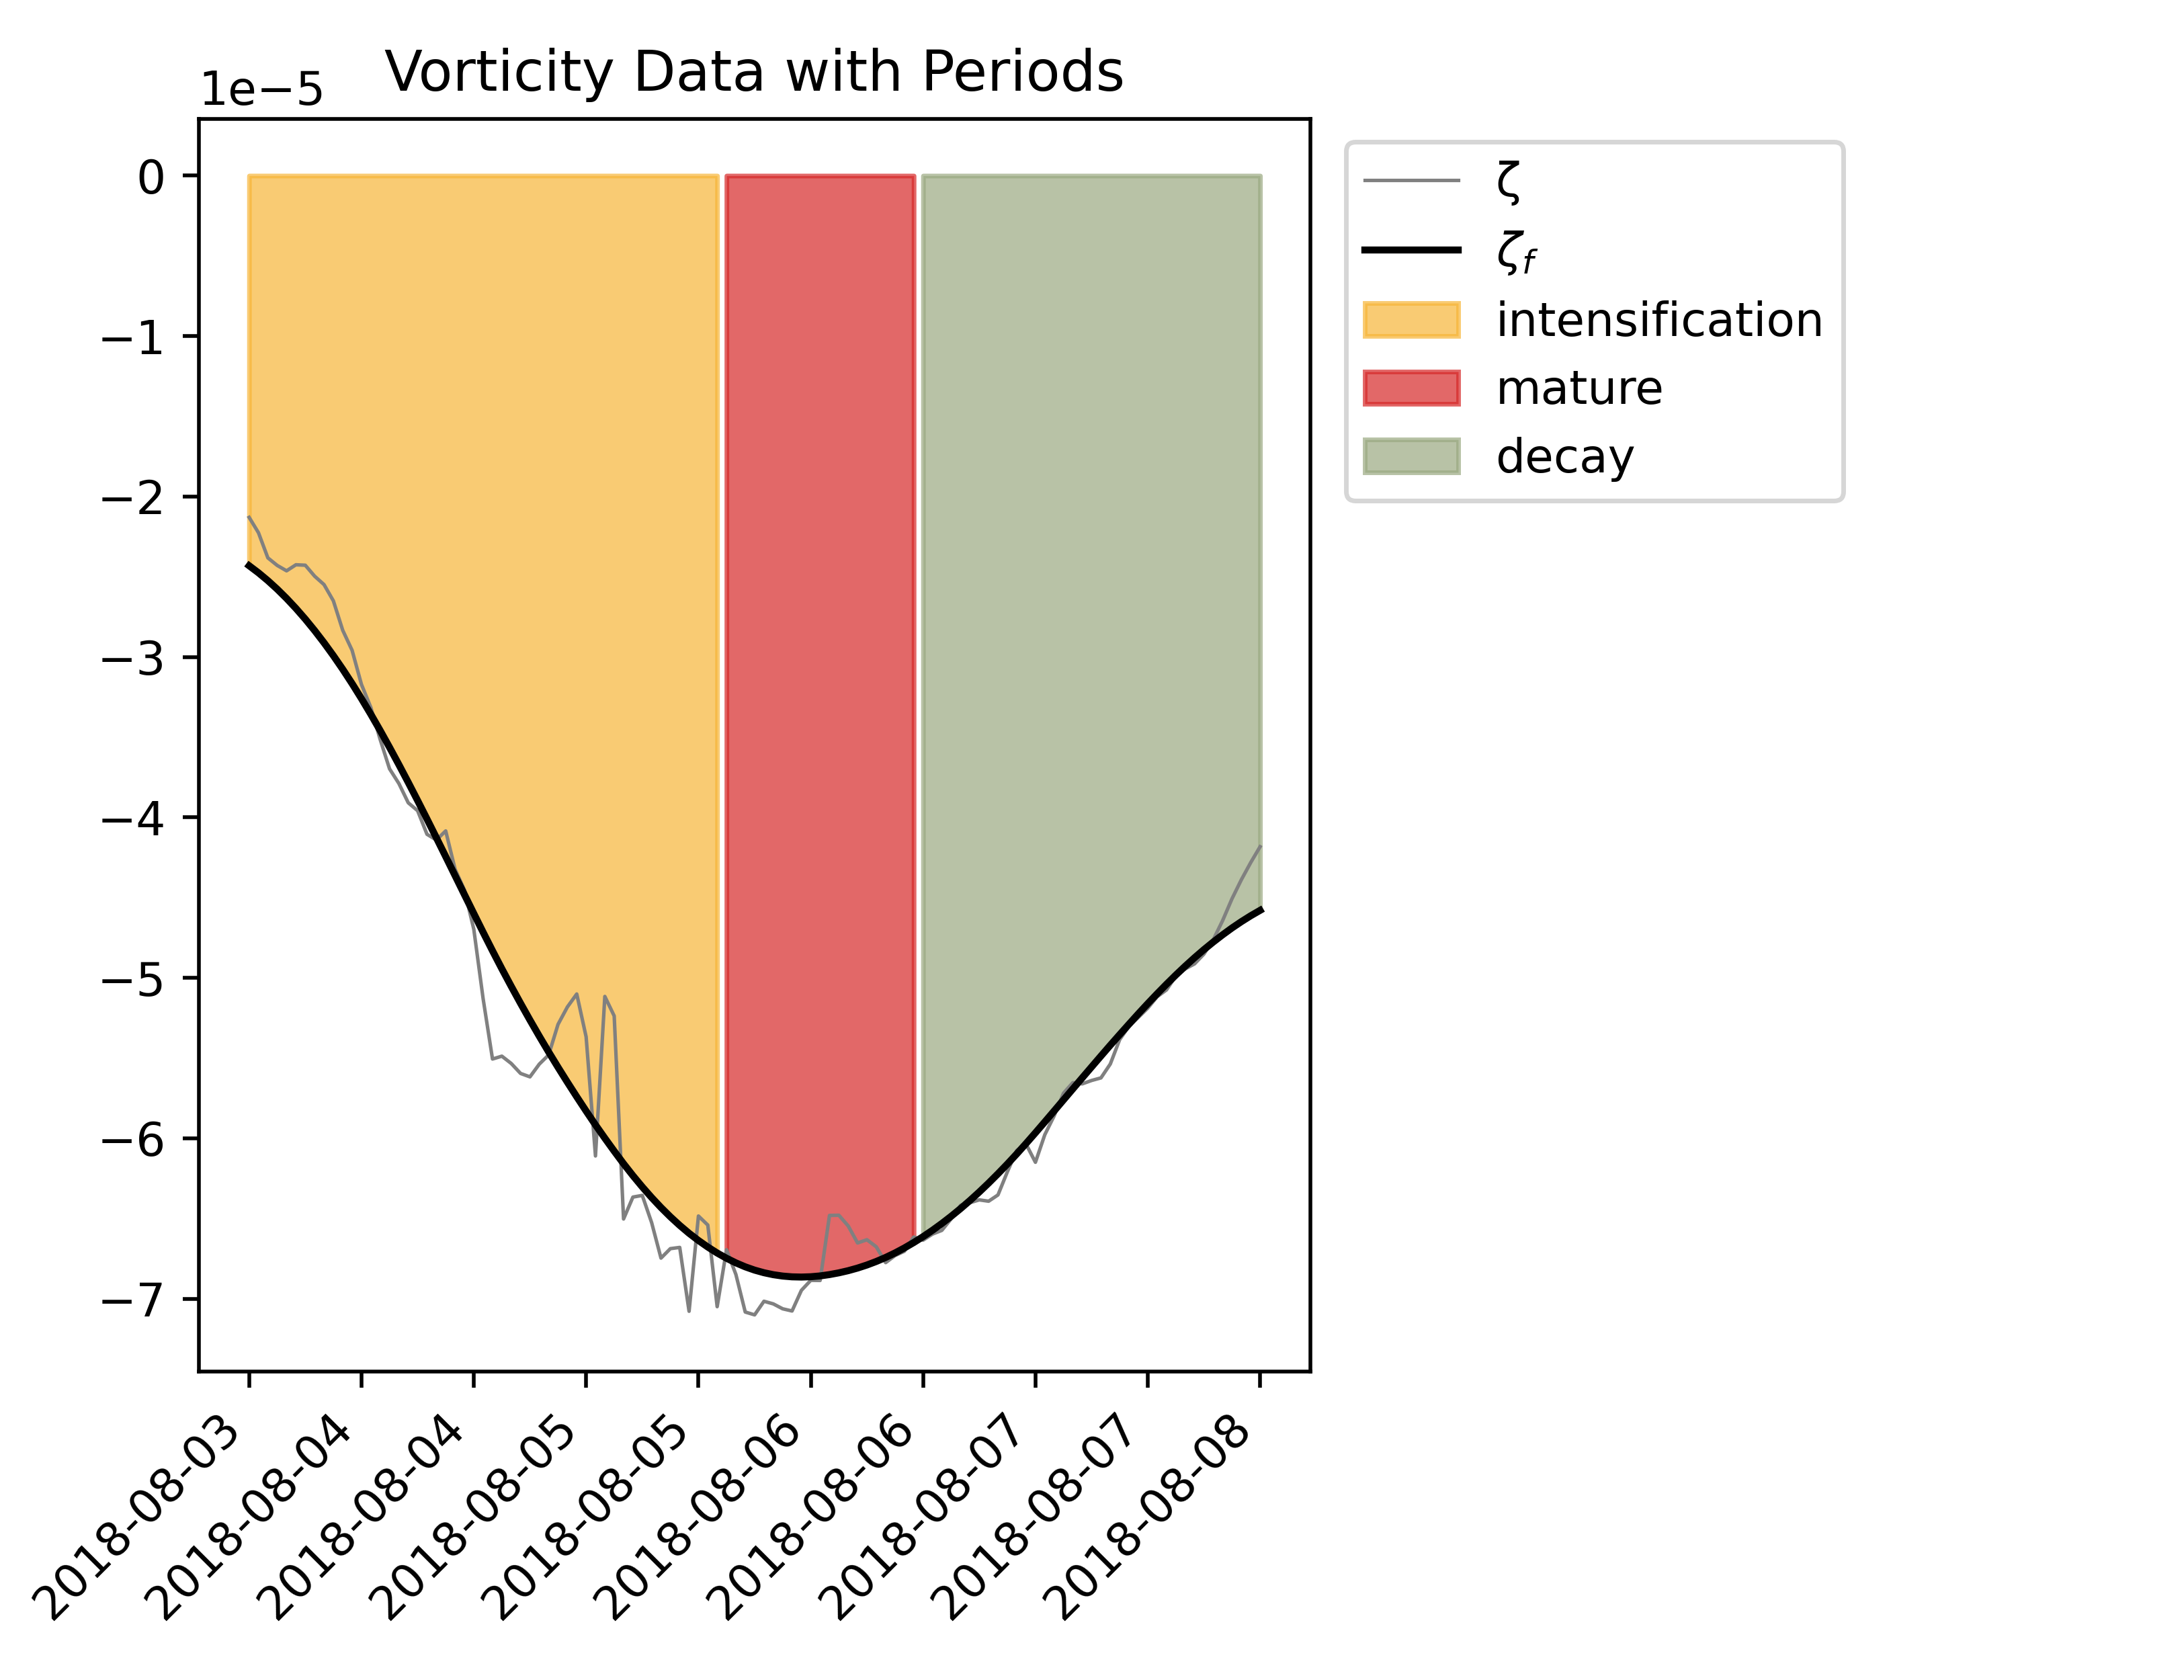 Vorticity Data with Periods
1e−5
0
−1
−2
−3
−4
−5
−6
−7
2018-08-03
2018-08-04
2018-08-04
2018-08-05
2018-08-05
2018-08-06
2018-08-06
2018-08-07
2018-08-07
2018-08-08
ζ
ζf
intensification
mature
decay